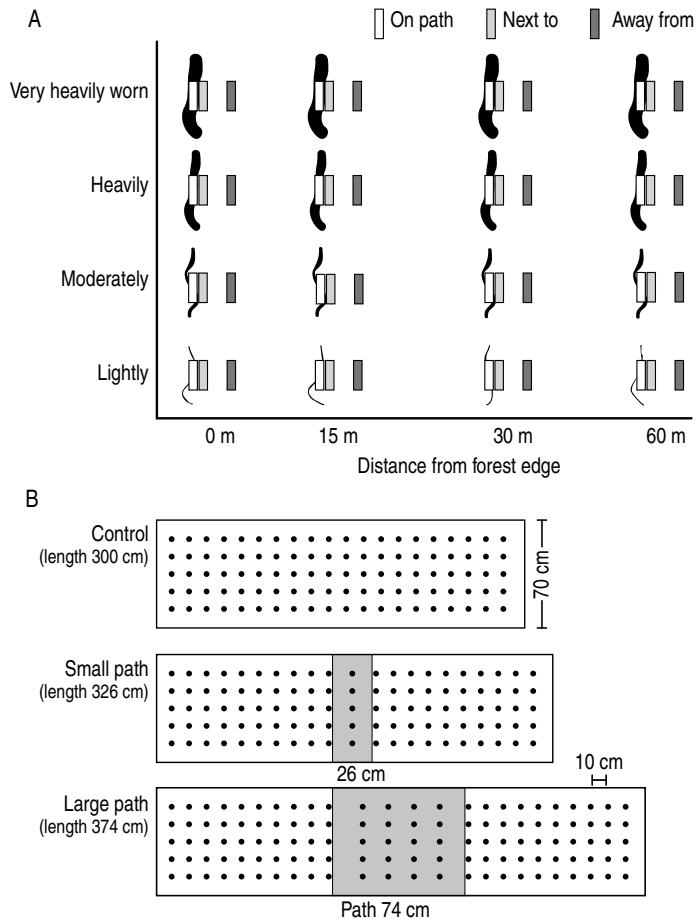 A
On path Next to Away from
Very heavily worn
Heavily
Moderately
Lightly
0 m 15 m 30 m 60 m
Distance from forest edge
B
Control
(length 300 cm)
70 cm
Small path
(length 326 cm)
26 cm
10 cm
Large path
(length 374 cm)
Path 74 cm